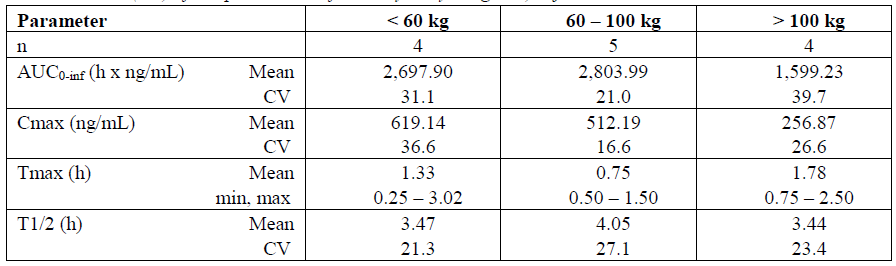 Parameter < 60 kg 60 – 100 kg > 100 kg
n 4 5 4
AUC0-inf (h x ng/mL) Mean 2,697.90 2,803.99 1,599.23
CV 31.1 21.0 39.7
Cmax (ng/mL) Mean 619.14 512.19 256.87
CV 36.6 16.6 26.6
Tmax (h) Mean 1.33 0.75 1.78
min, max 0.25 – 3.02 0.50 – 1.50 0.75 – 2.50
T1/2 (h) Mean 3.47 4.05 3.44
CV 21.3 27.1 23.4